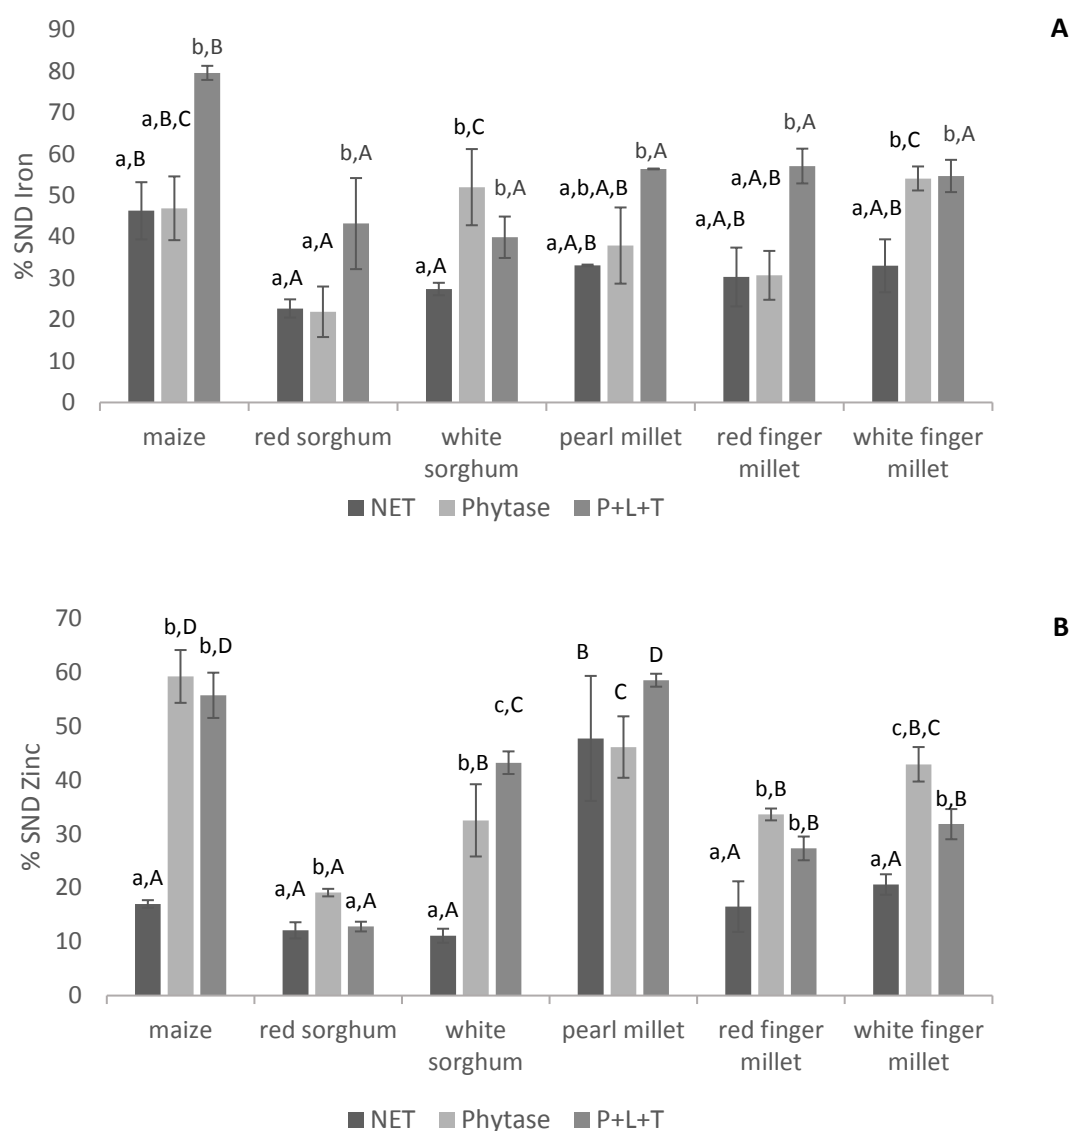 A
90
80
70
60
50
40
30
20
10
0
% SND Iron
a,B
a,B,C
b,B
a,A
a,A
b,A
a,A
b,C
b,A
a,A,B
a,b,A,B
b,A
a,A,B
a,A,B
b,A
a,A,B
b,C
b,A
maize
red sorghum
white
sorghum
pearl millet
red finger
millet
white finger
millet
NET Phytase P+L+T
B
70
60
50
40
30
20
10
0
% SND Zinc
a,A
b,D
b,D
a,A
b,A
a,A
a,A
b,B
c,C
B
C
D
a,A
b,B
b,B
a,A
c,B,C
b,B
maize
red sorghum
white
sorghum
pearl millet
red finger
millet
white finger
millet
NET Phytase P+L+T